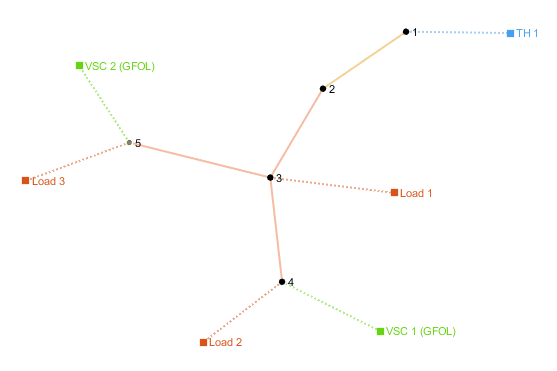 1
TH 1
VSC 2 (GFOL)
2
5
3
Load 3
Load 1
4
VSC 1 (GFOL)
Load 2